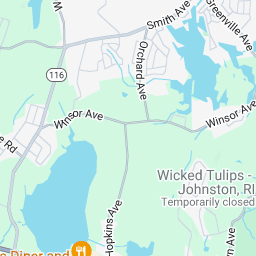 Smith Ave
Greenville Ave
116
Orchard Ave
Winsor Ave
Winsor Ave
Rd
Wicked Tulips -
Johnston, RI
Temporarily closed
Hopkins Ave
Diner and
Ave